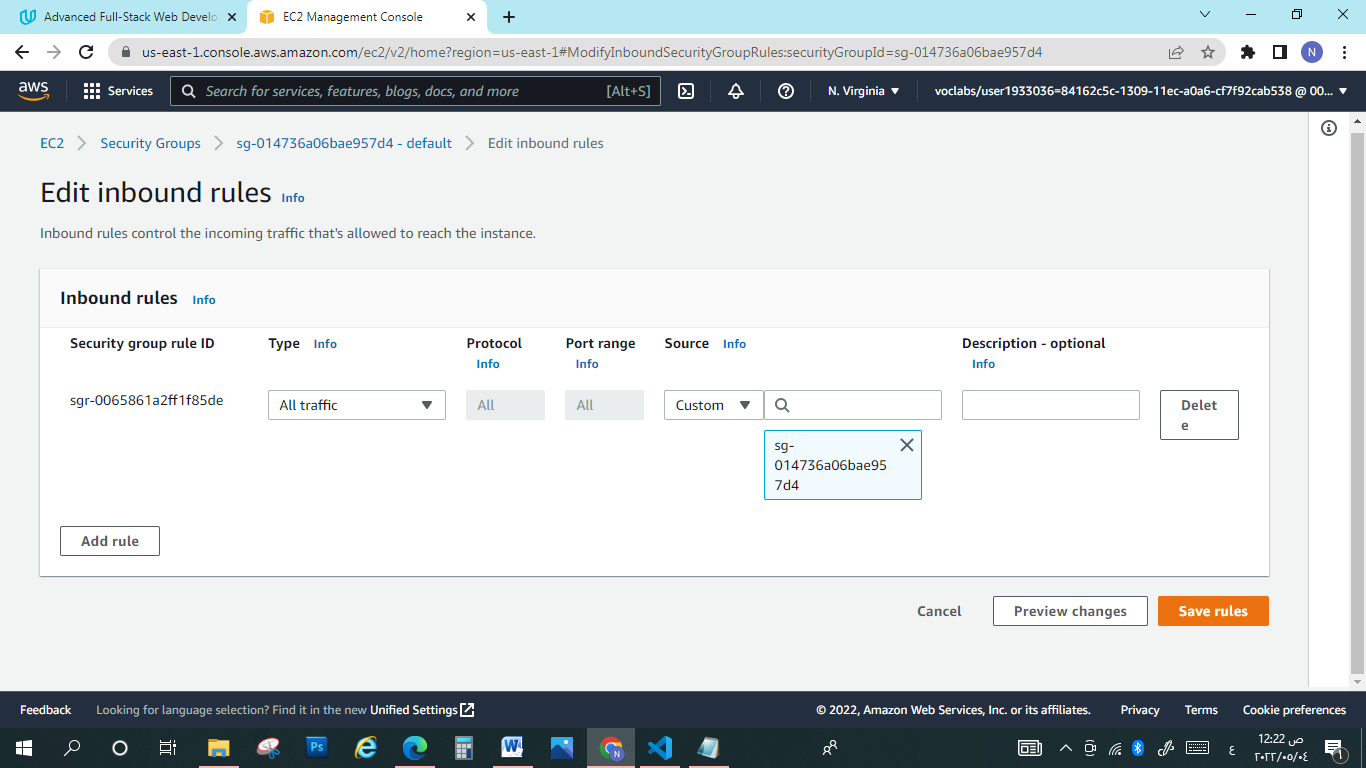 Advanced Full-Stack Web Develo
EC2 Management Console
us-east-1.console.aws.amazon.com/ec2/v2/home?region=us-east-1#ModifyInboundSecurityGroupRules:securityGroupId=sg-014736a06bae957d4
N
aws
Services
Search for services, features, blogs, docs, and more
[Alt+S]
N. Virginia
voclabs/user1933036=84162c5c-1309-11ec-a0a6-cf7f92cab538 @ 00...
EC2
Security Groups
sg-014736a06bae957d4 - default
Edit inbound rules
Edit inbound rules Info
Inbound rules control the incoming traffic that's allowed to reach the instance.
Inbound rules Info
Security group rule ID
Type Info
Protocol
Info
Port range
Info
Source Info
Description - optional
Info
sgr-0065861a2ff1f85de
All traffic
All
All
Custom
sg-
014736a06bae95
7d4
Delet
e
Add rule
Cancel
Preview changes
Save rules
Feedback
Looking for language selection? Find it in the new Unified Settings
© 2022, Amazon Web Services, Inc. or its affiliates.
Privacy
Terms
Cookie preferences
Ps
W
N
ع
12:22 ص
٢٠٢٢/٠٥/٠٤
1